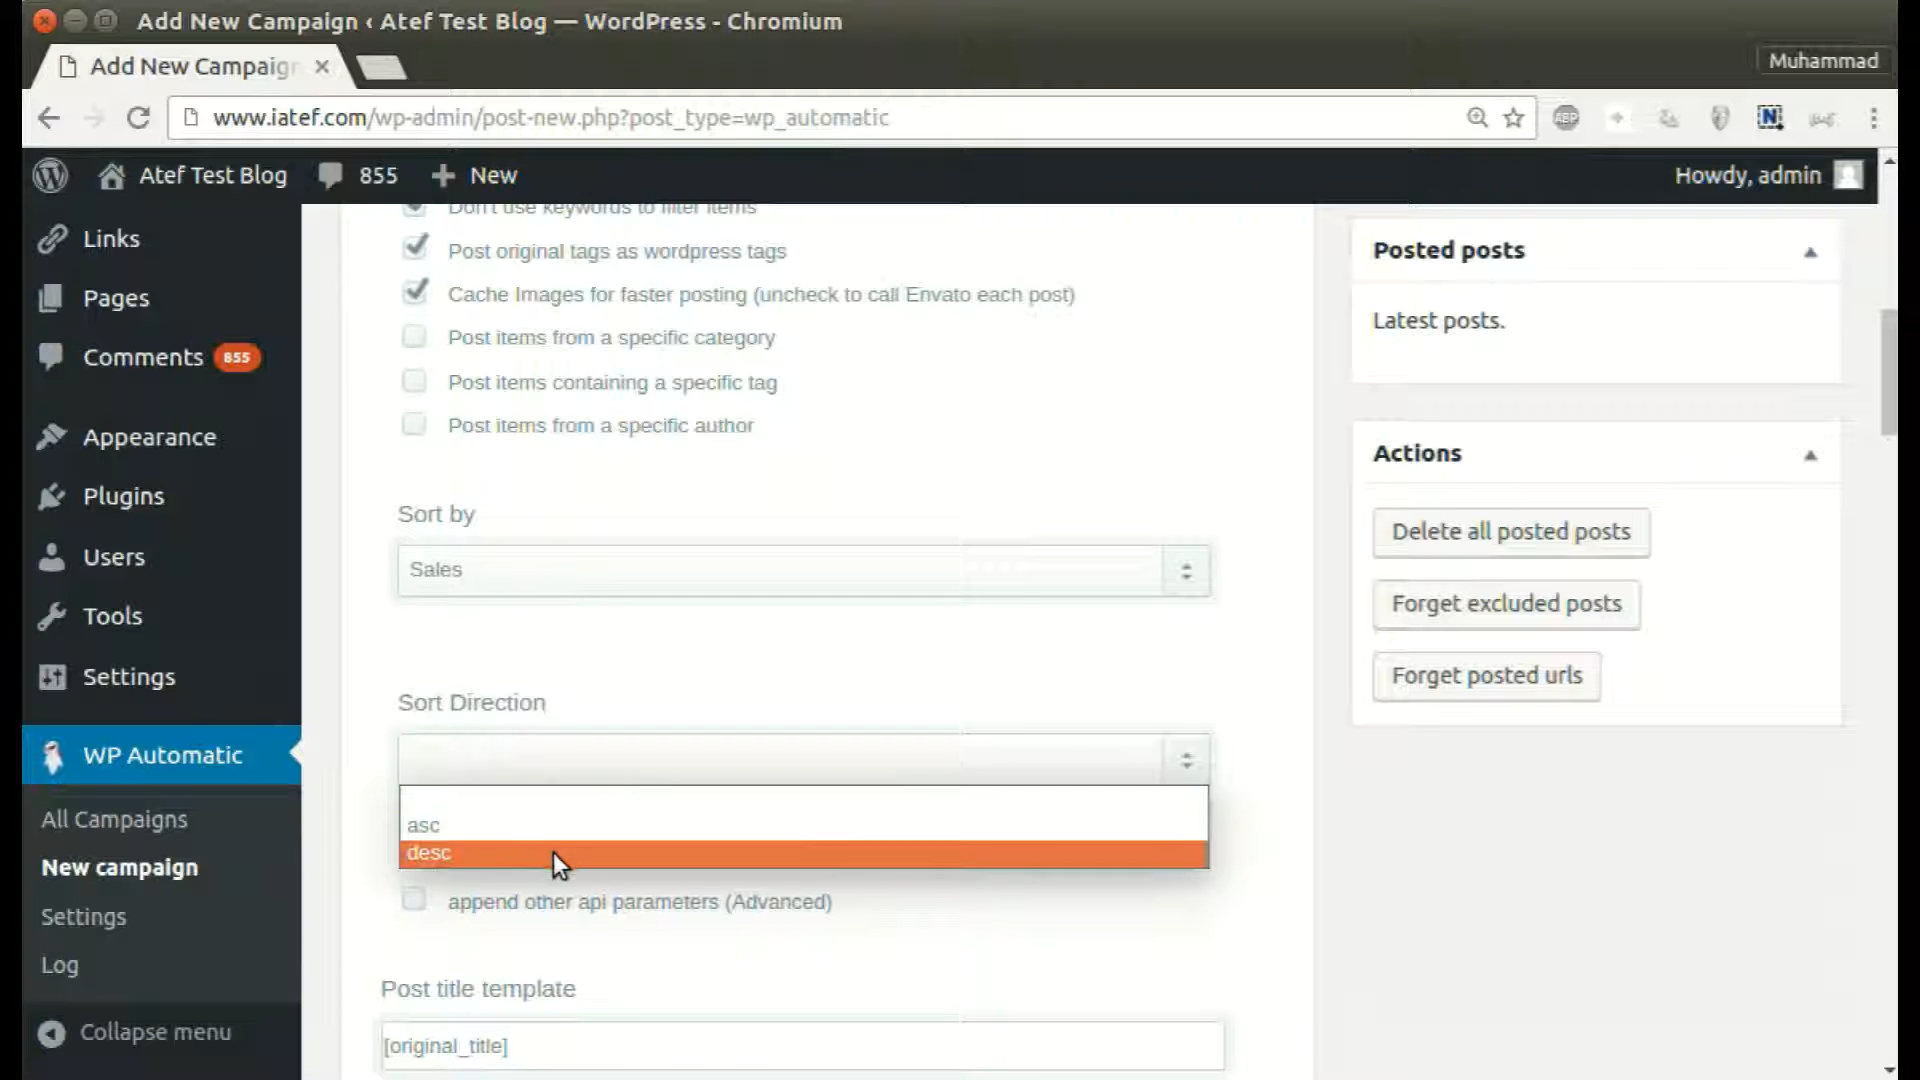 Add New Campaign ‹ Atef Test Blog — WordPress - Chromium
Add New Campaign
Muhammad
www.iatef.com/wp-admin/post-new.php?post_type=wp_automatic
ABP
N
Atef Test Blog
855
New
Howdy, admin
Links
Pages
Comments 855
Appearance
Plugins
Users
Tools
Settings
WP Automatic
All Campaigns
New campaign
Settings
Log
Collapse menu
Don't use keywords to filter items
Post original tags as wordpress tags
Cache Images for faster posting (uncheck to call Envato each post)
Post items from a specific category
Post items containing a specific tag
Post items from a specific author
Sort by
Sales
Sort Direction
asc
desc
append other api parameters (Advanced)
Post title template
[original_title]
Posted posts
Latest posts.
Actions
Delete all posted posts
Forget excluded posts
Forget posted urls